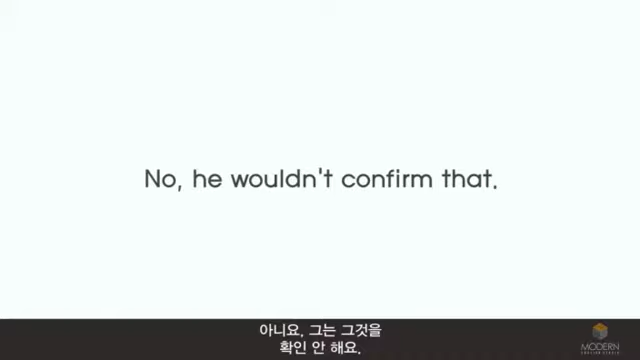 No, he wouldn't confirm that.
아니요. 그는 그것을
확인 안 해요.
MODERN